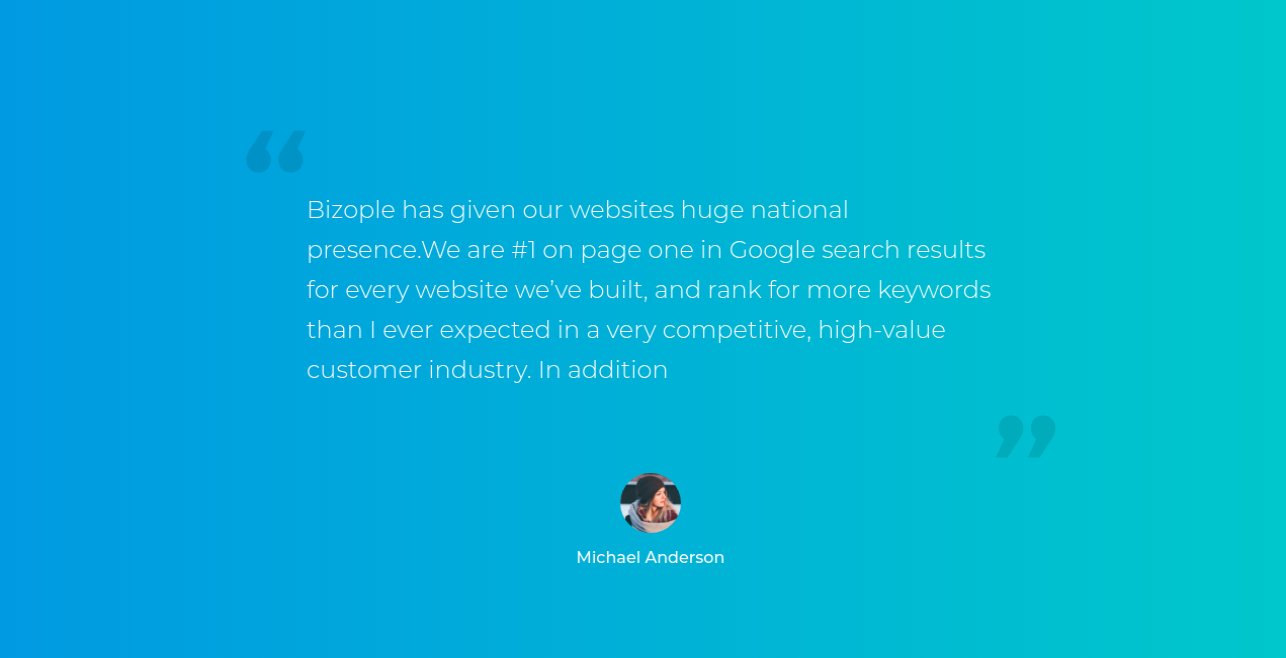 “
Bizople has given our websites huge national
presence.We are #1 on page one in Google search results
for every website we’ve built, and rank for more keywords
than I ever expected in a very competitive, high-value
customer industry. In addition
”
Michael Anderson